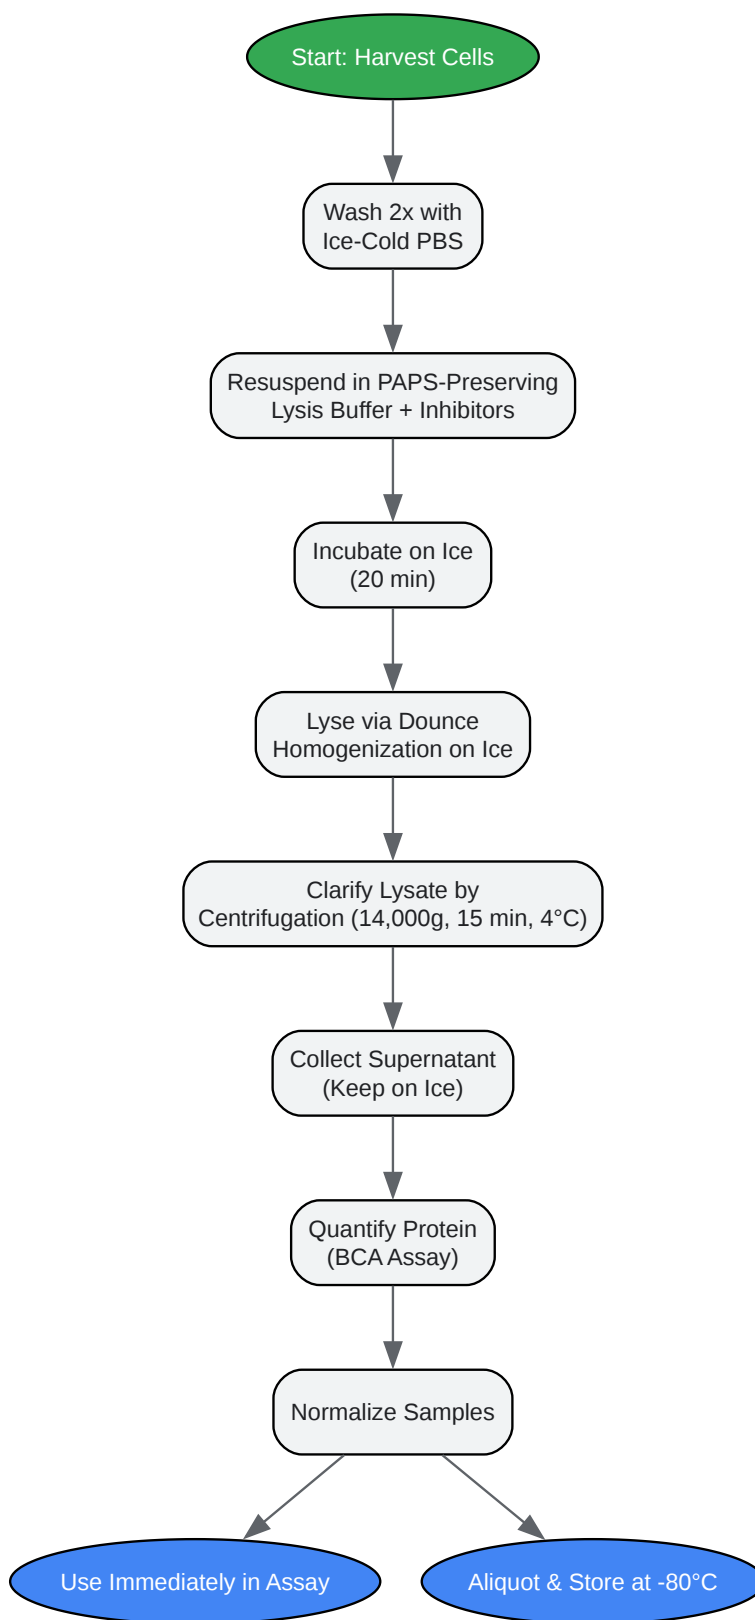 Start: Harvest Cells
Wash 2x with
Ice-Cold PBS
Resuspend in PAPS-Preserving
Lysis Buffer + Inhibitors
Incubate on Ice
(20 min)
Lyse via Dounce
Homogenization on Ice
Clarify Lysate by
Centrifugation (14,000g, 15 min, 4°C)
Collect Supernatant
(Keep on Ice)
Quantify Protein
(BCA Assay)
Normalize Samples
Use Immediately in Assay
Aliquot & Store at -80°C